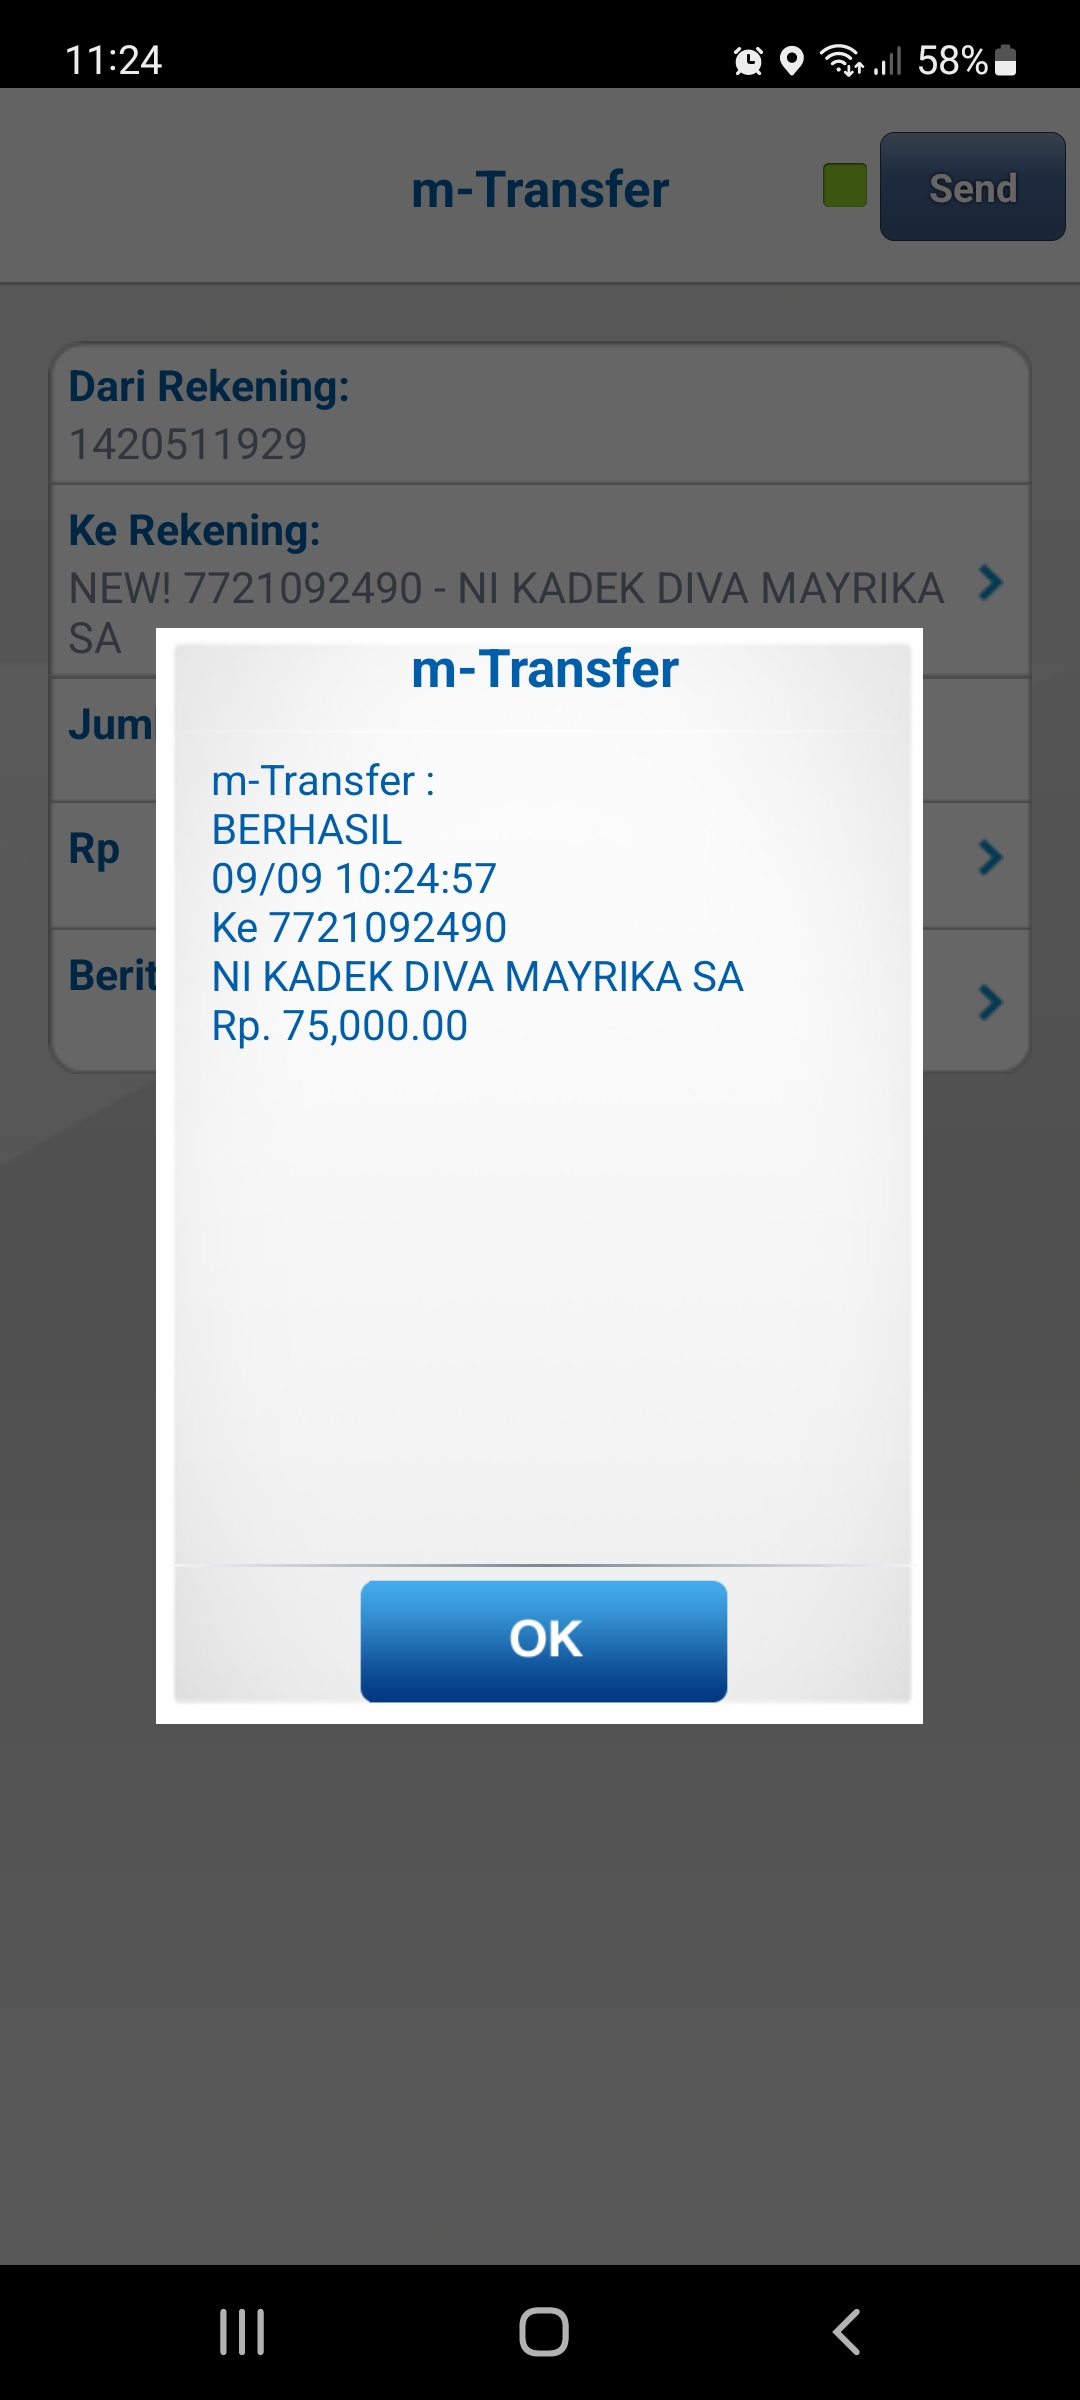 11:24
58%
m-Transfer
Send
Dari Rekening:
1420511929
Ke Rekening:
NEW! 7721092490 - NI KADEK DIVA MAYRIKA
SA
Juml
Rp
Berit
m-Transfer
m-Transfer :
BERHASIL
09/09 10:24:57
Ke 7721092490
NI KADEK DIVA MAYRIKA SA
Rp. 75,000.00
OK